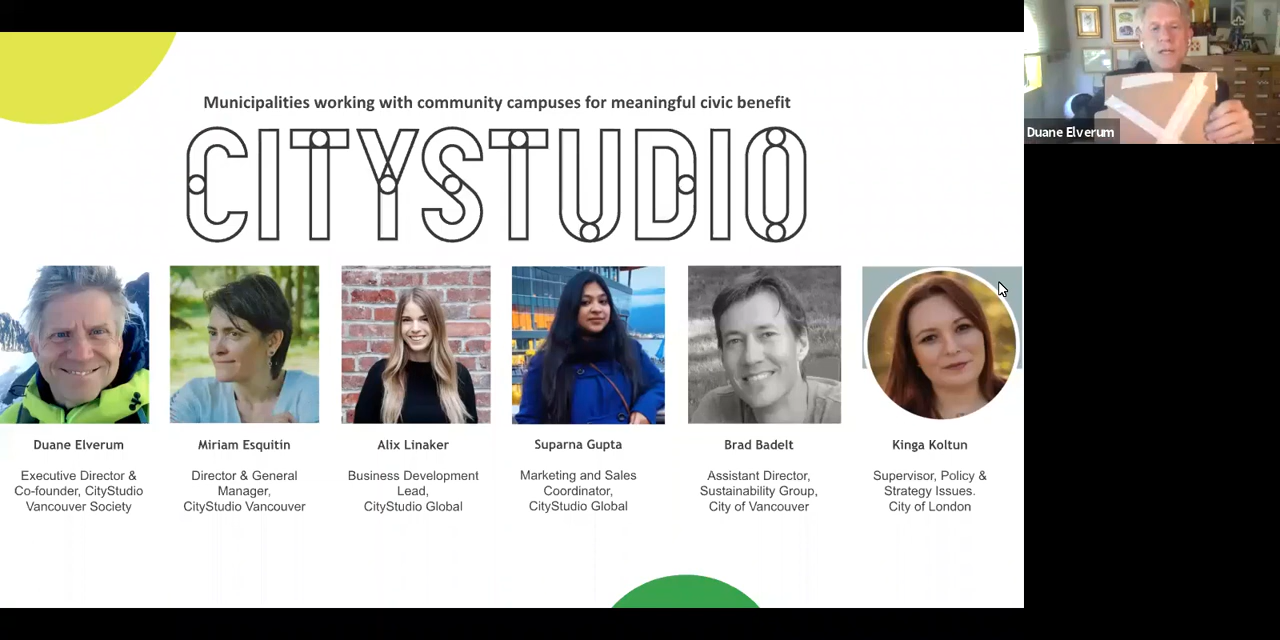 Municipalities working with community campuses for meaningful civic benefit
CITYSTUDIO
Duane Elverum
Duane Elverum
Executive Director &
Co-founder, CityStudio
Vancouver Society
Miriam Esquitin
Director & General
Manager,
CityStudio Vancouver
Alix Linaker
Business Development
Lead,
CityStudio Global
Suparna Gupta
Marketing and Sales
Coordinator,
CityStudio Global
Brad Badelt
Assistant Director,
Sustainability Group,
City of Vancouver
Kinga Koltun
Supervisor, Policy &
Strategy Issues.
City of London